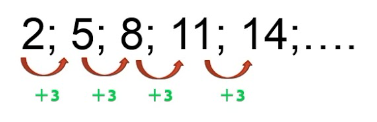 2; 5; 8; 11; 14;....
+3 +3 +3 +3